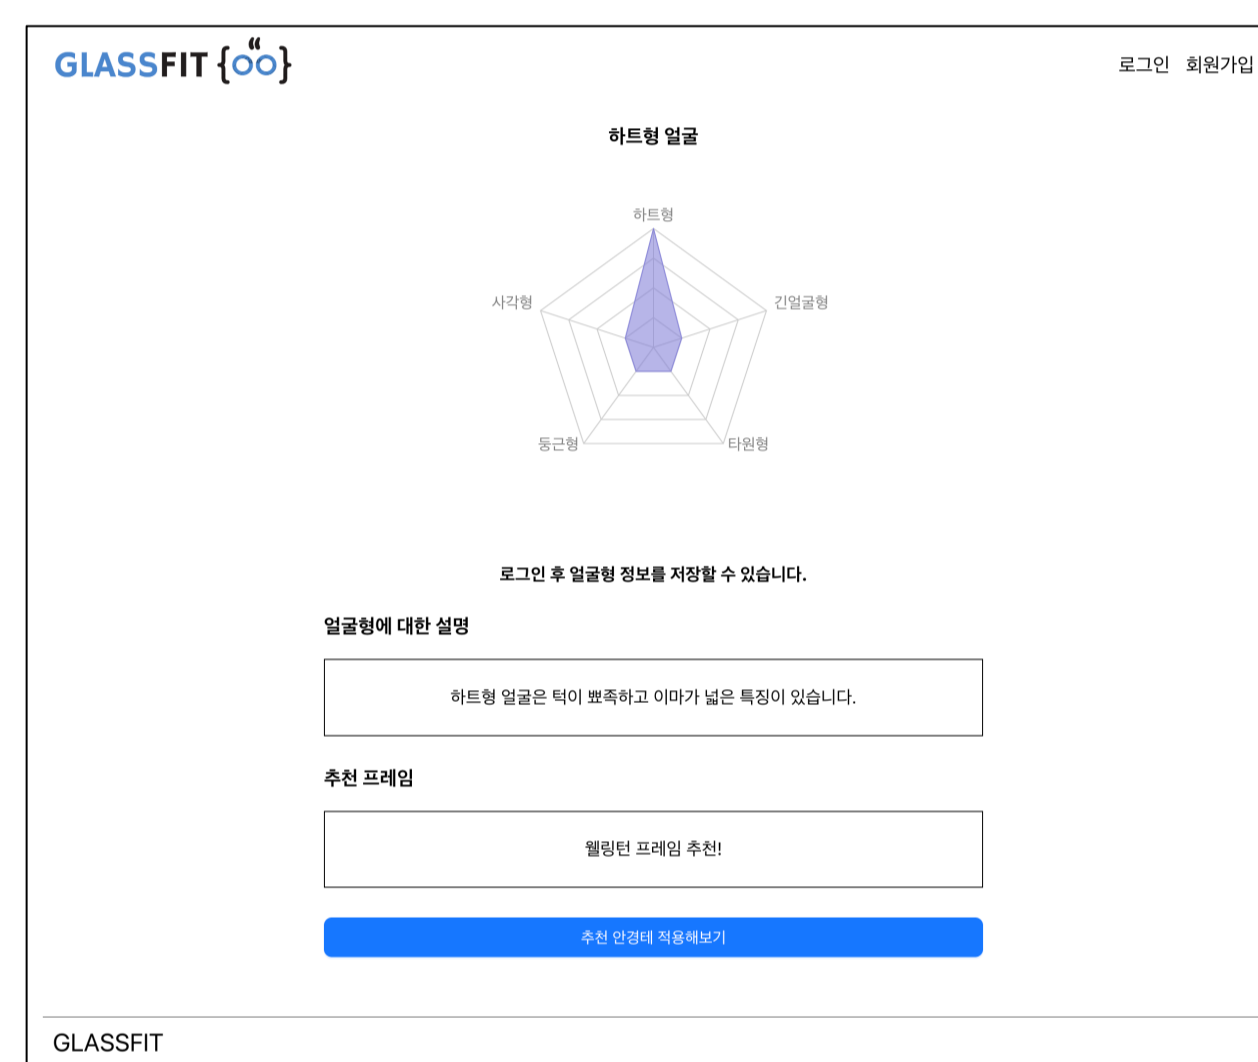 GLASSFIT {oo}
로그인 회원가입
하트형 얼굴
하트형
사각형
긴얼굴형
둥근형
타원형
로그인 후 얼굴형 정보를 저장할 수 있습니다.
얼굴형에 대한 설명
하트형 얼굴은 턱이 뾰족하고 이마가 넓은 특징이 있습니다.
추천 프레임
웰링턴 프레임 추천!
추천 안경테 적용해보기
GLASSFIT